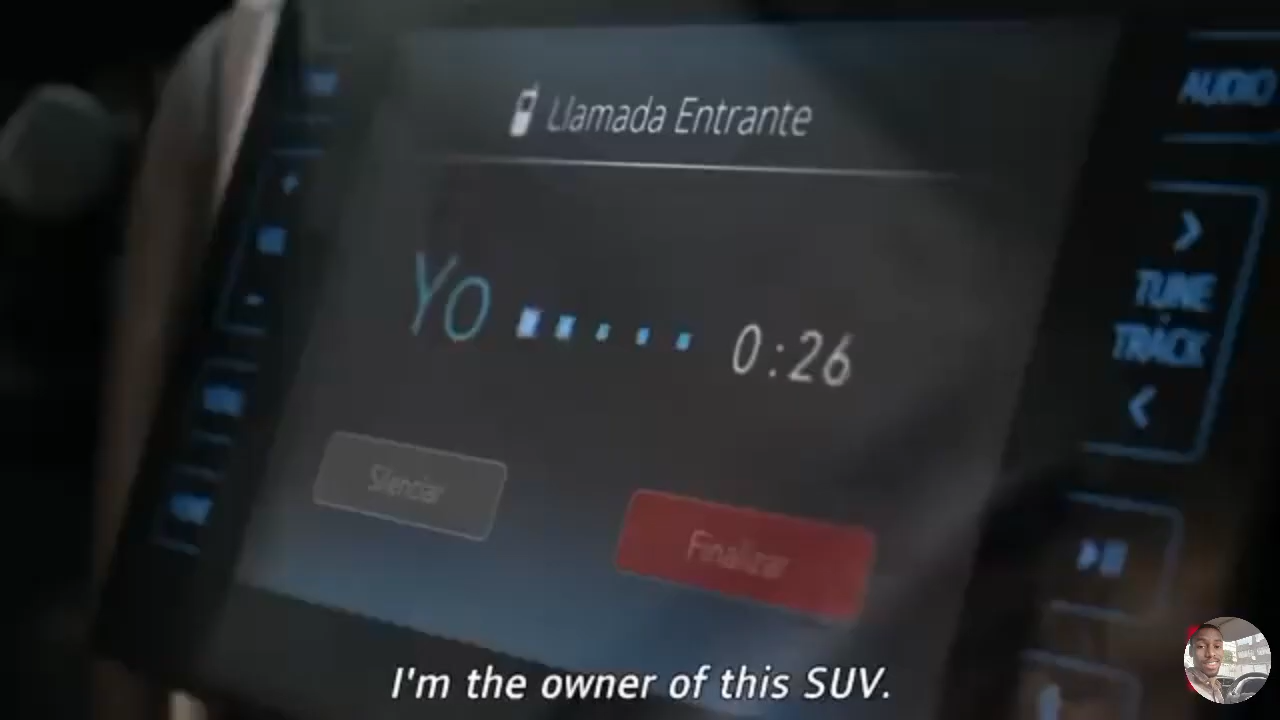 Llamada Entrante
AUDIO
Yo
0:26
TUNE
TRACK
Silenciar
Finalizar
I'm the owner of this SUV.